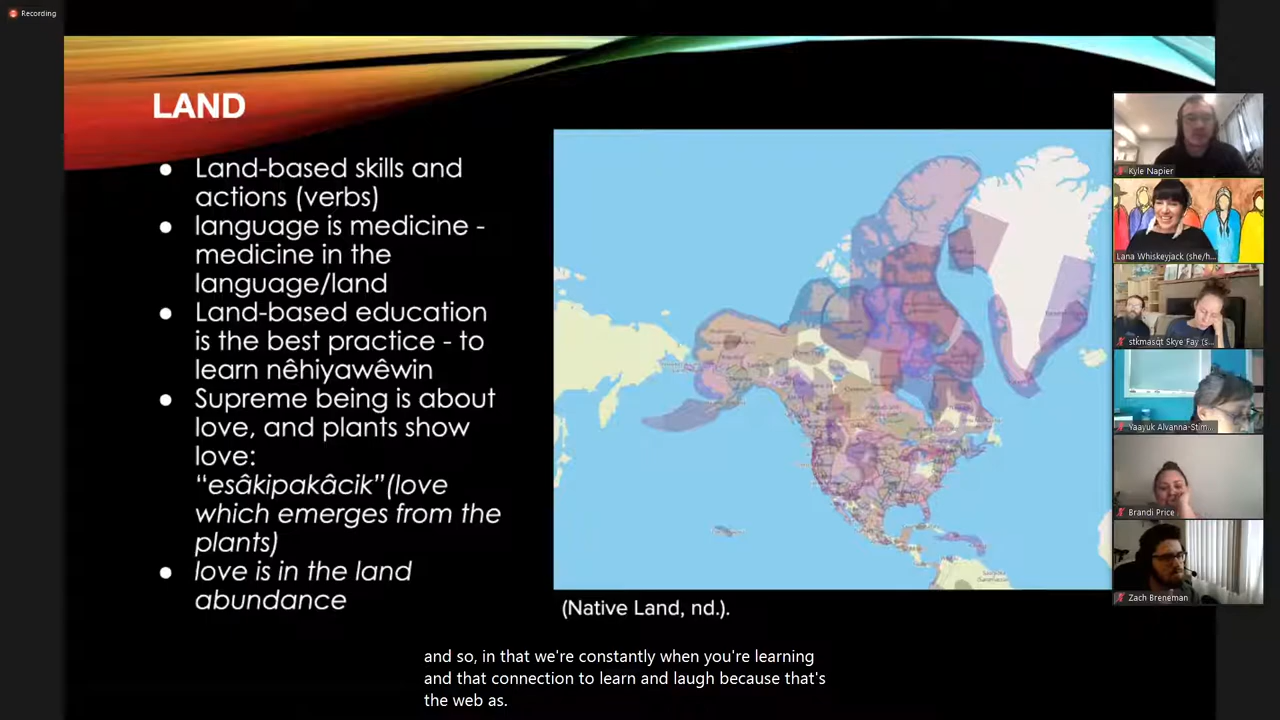 Recording
LAND
● Land-based skills and
actions (verbs)
● language is medicine -
medicine in the
language/land
● Land-based education
is the best practice - to
learn nêhiyawêwin
● Supreme being is about
love, and plants show
love:
“esâkipakâcik”(love
which emerges from the
plants)
● love is in the land
abundance
(Native Land, nd.).
Kyle Napier
Lana Whiskeyjack (she/h...
stkmasqt Skye Fay (s...
Yaayuk Alvanna-Stim...
Brandi Price
Zach Breneman
and so, in that we're constantly when you're learning
and that connection to learn and laugh because that's
the web as.